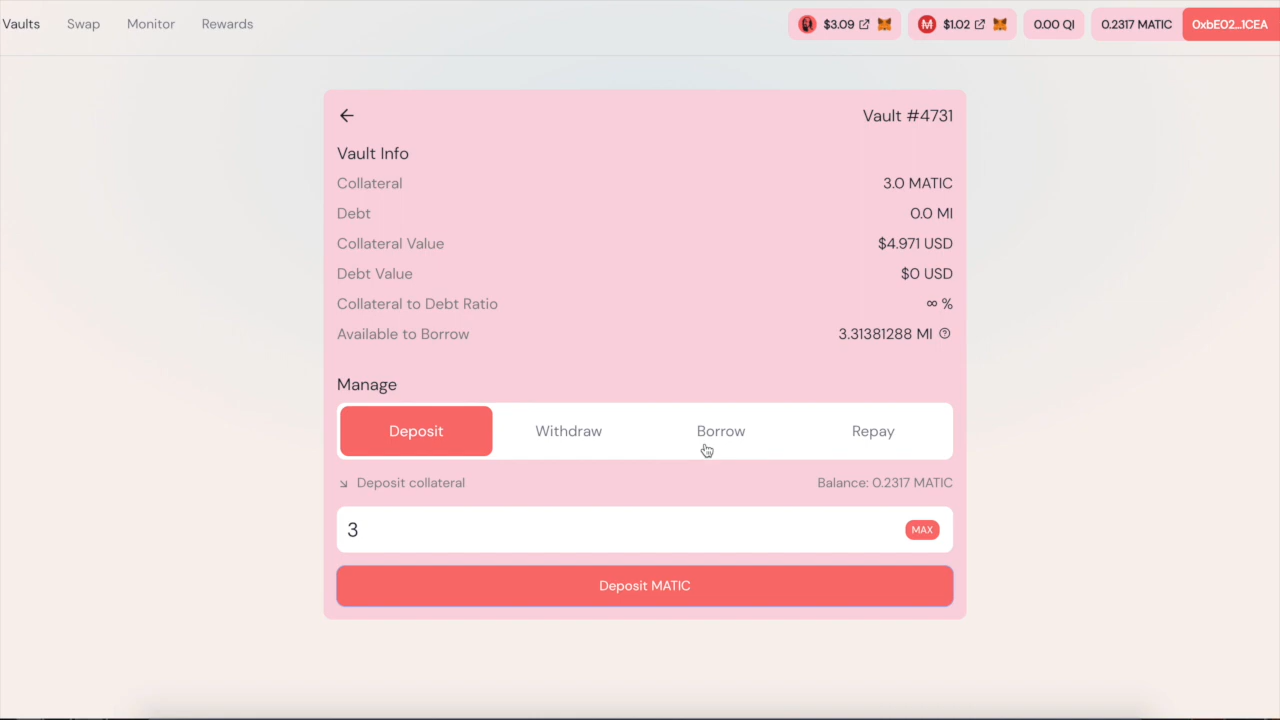 Vaults Swap Monitor Rewards $3.09 $1.02 0.00 QI 0.2317 MATIC 0xbE02...1CEA
Vault #4731
Vault Info
Collateral 3.0 MATIC
Debt 0.0 MI
Collateral Value $4.971 USD
Debt Value $0 USD
Collateral to Debt Ratio ∞ %
Available to Borrow 3.31381288 MI
Manage
Deposit Withdraw Borrow Repay
Deposit collateral Balance: 0.2317 MATIC
3 MAX
Deposit MATIC